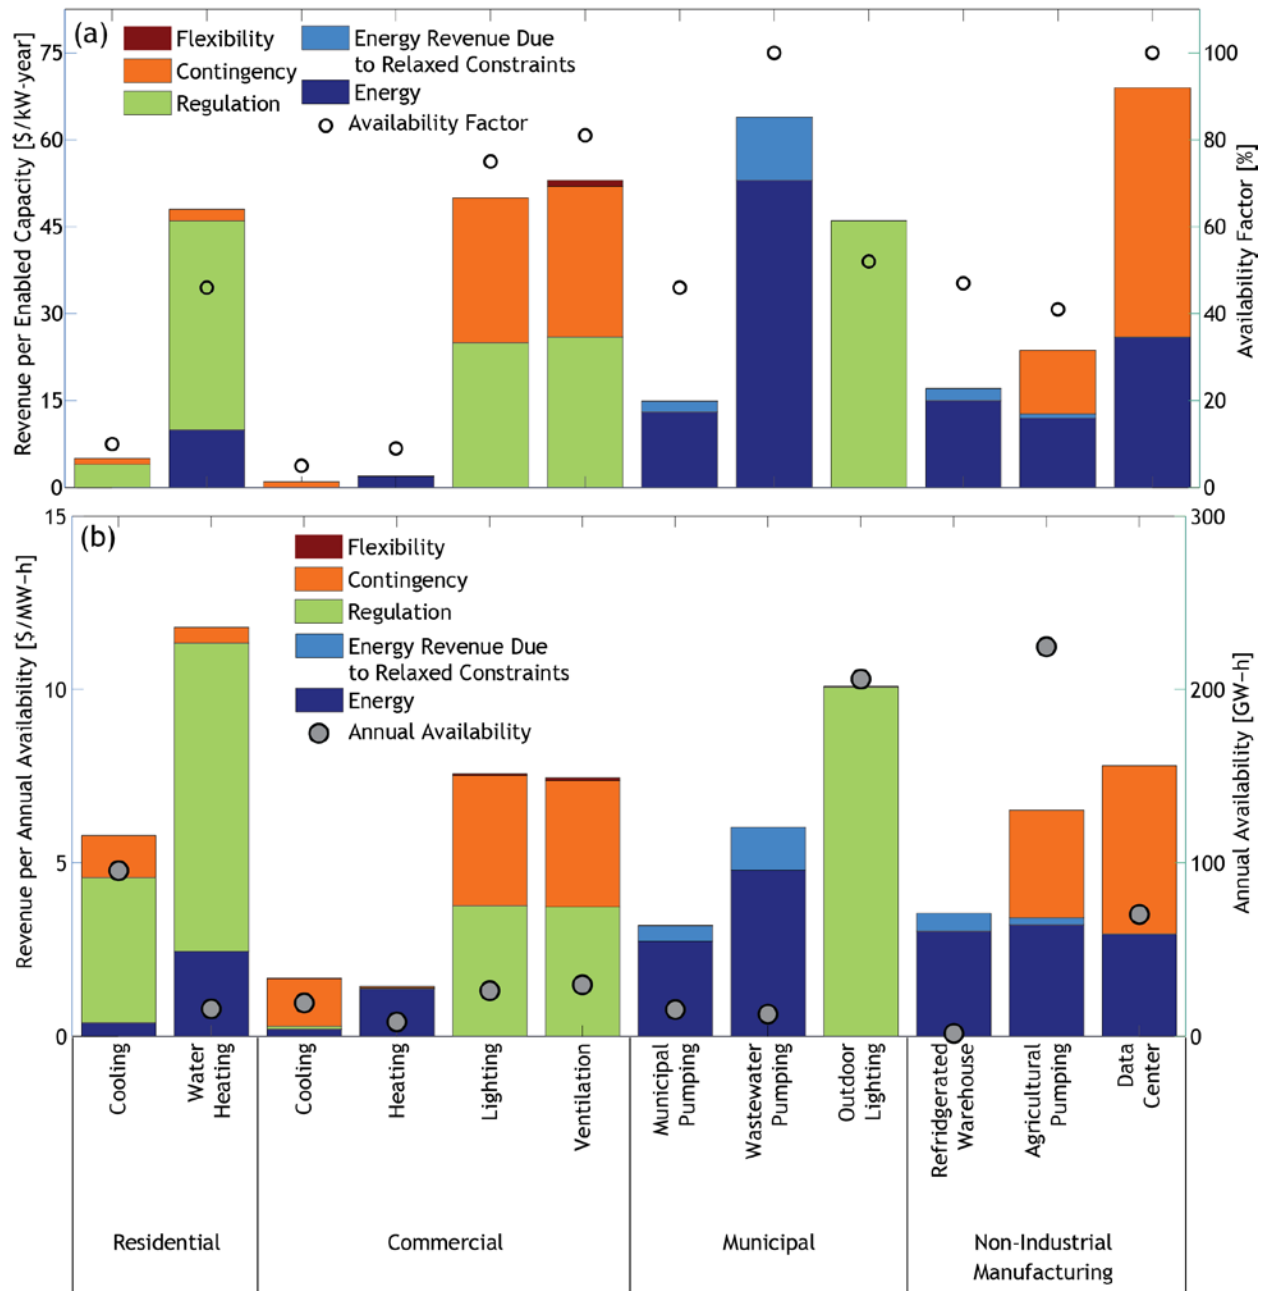 (a)
Flexibility
Contingency
Regulation
Energy Revenue Due
to Relaxed Constraints
Energy
Availability Factor
Revenue per Enabled Capacity [$/kW-year]
75
60
45
30
15
0
Availability Factor [%]
100
80
60
40
20
0
(b)
Flexibility
Contingency
Regulation
Energy Revenue Due
to Relaxed Constraints
Energy
Annual Availability
Revenue per Annual Availability [$/MW-h]
15
10
5
0
Annual Availability [GW-h]
300
200
100
0
Cooling
Water
Heating
Cooling
Heating
Lighting
Ventilation
Municipal
Pumping
Wastewater
Pumping
Outdoor
Lighting
Refridgerated
Warehouse
Agricultural
Pumping
Data
Center
Residential
Commercial
Municipal
Non-Industrial
Manufacturing